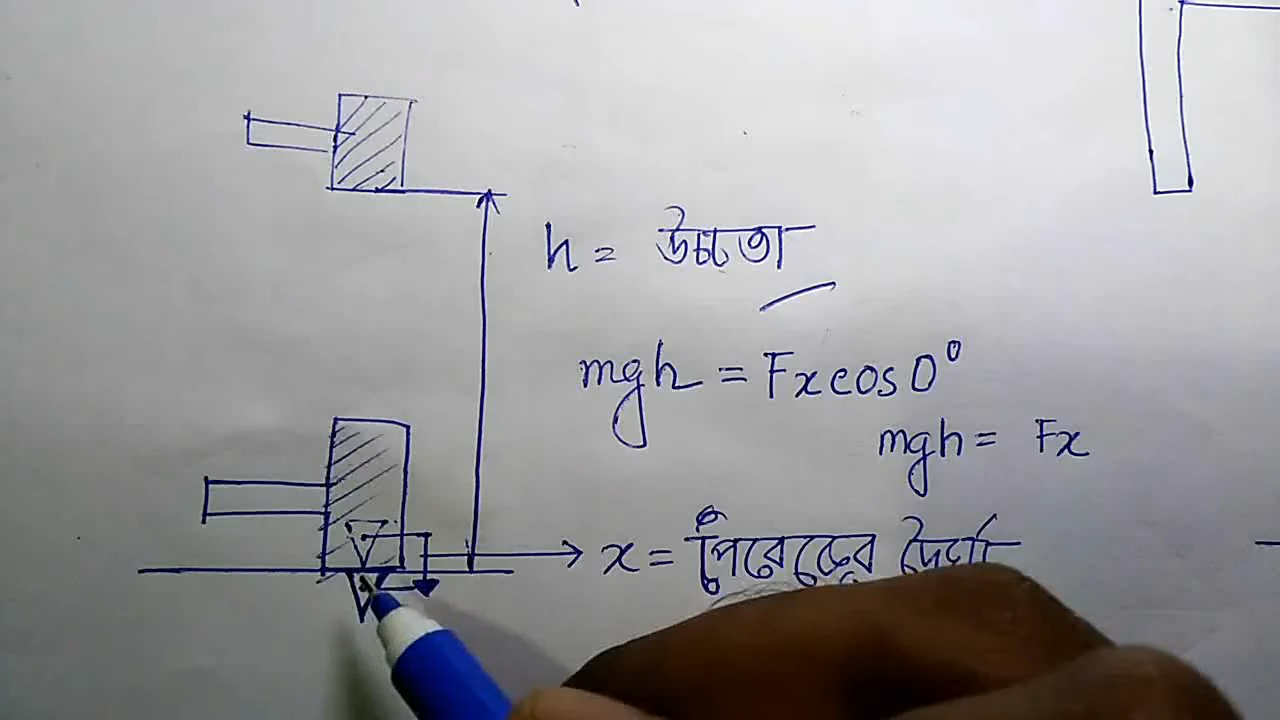 h = উচ্চতা
mgh = Fx cos 0°
mgh = Fx
x = পেঁরেকের দৈর্ঘ্য